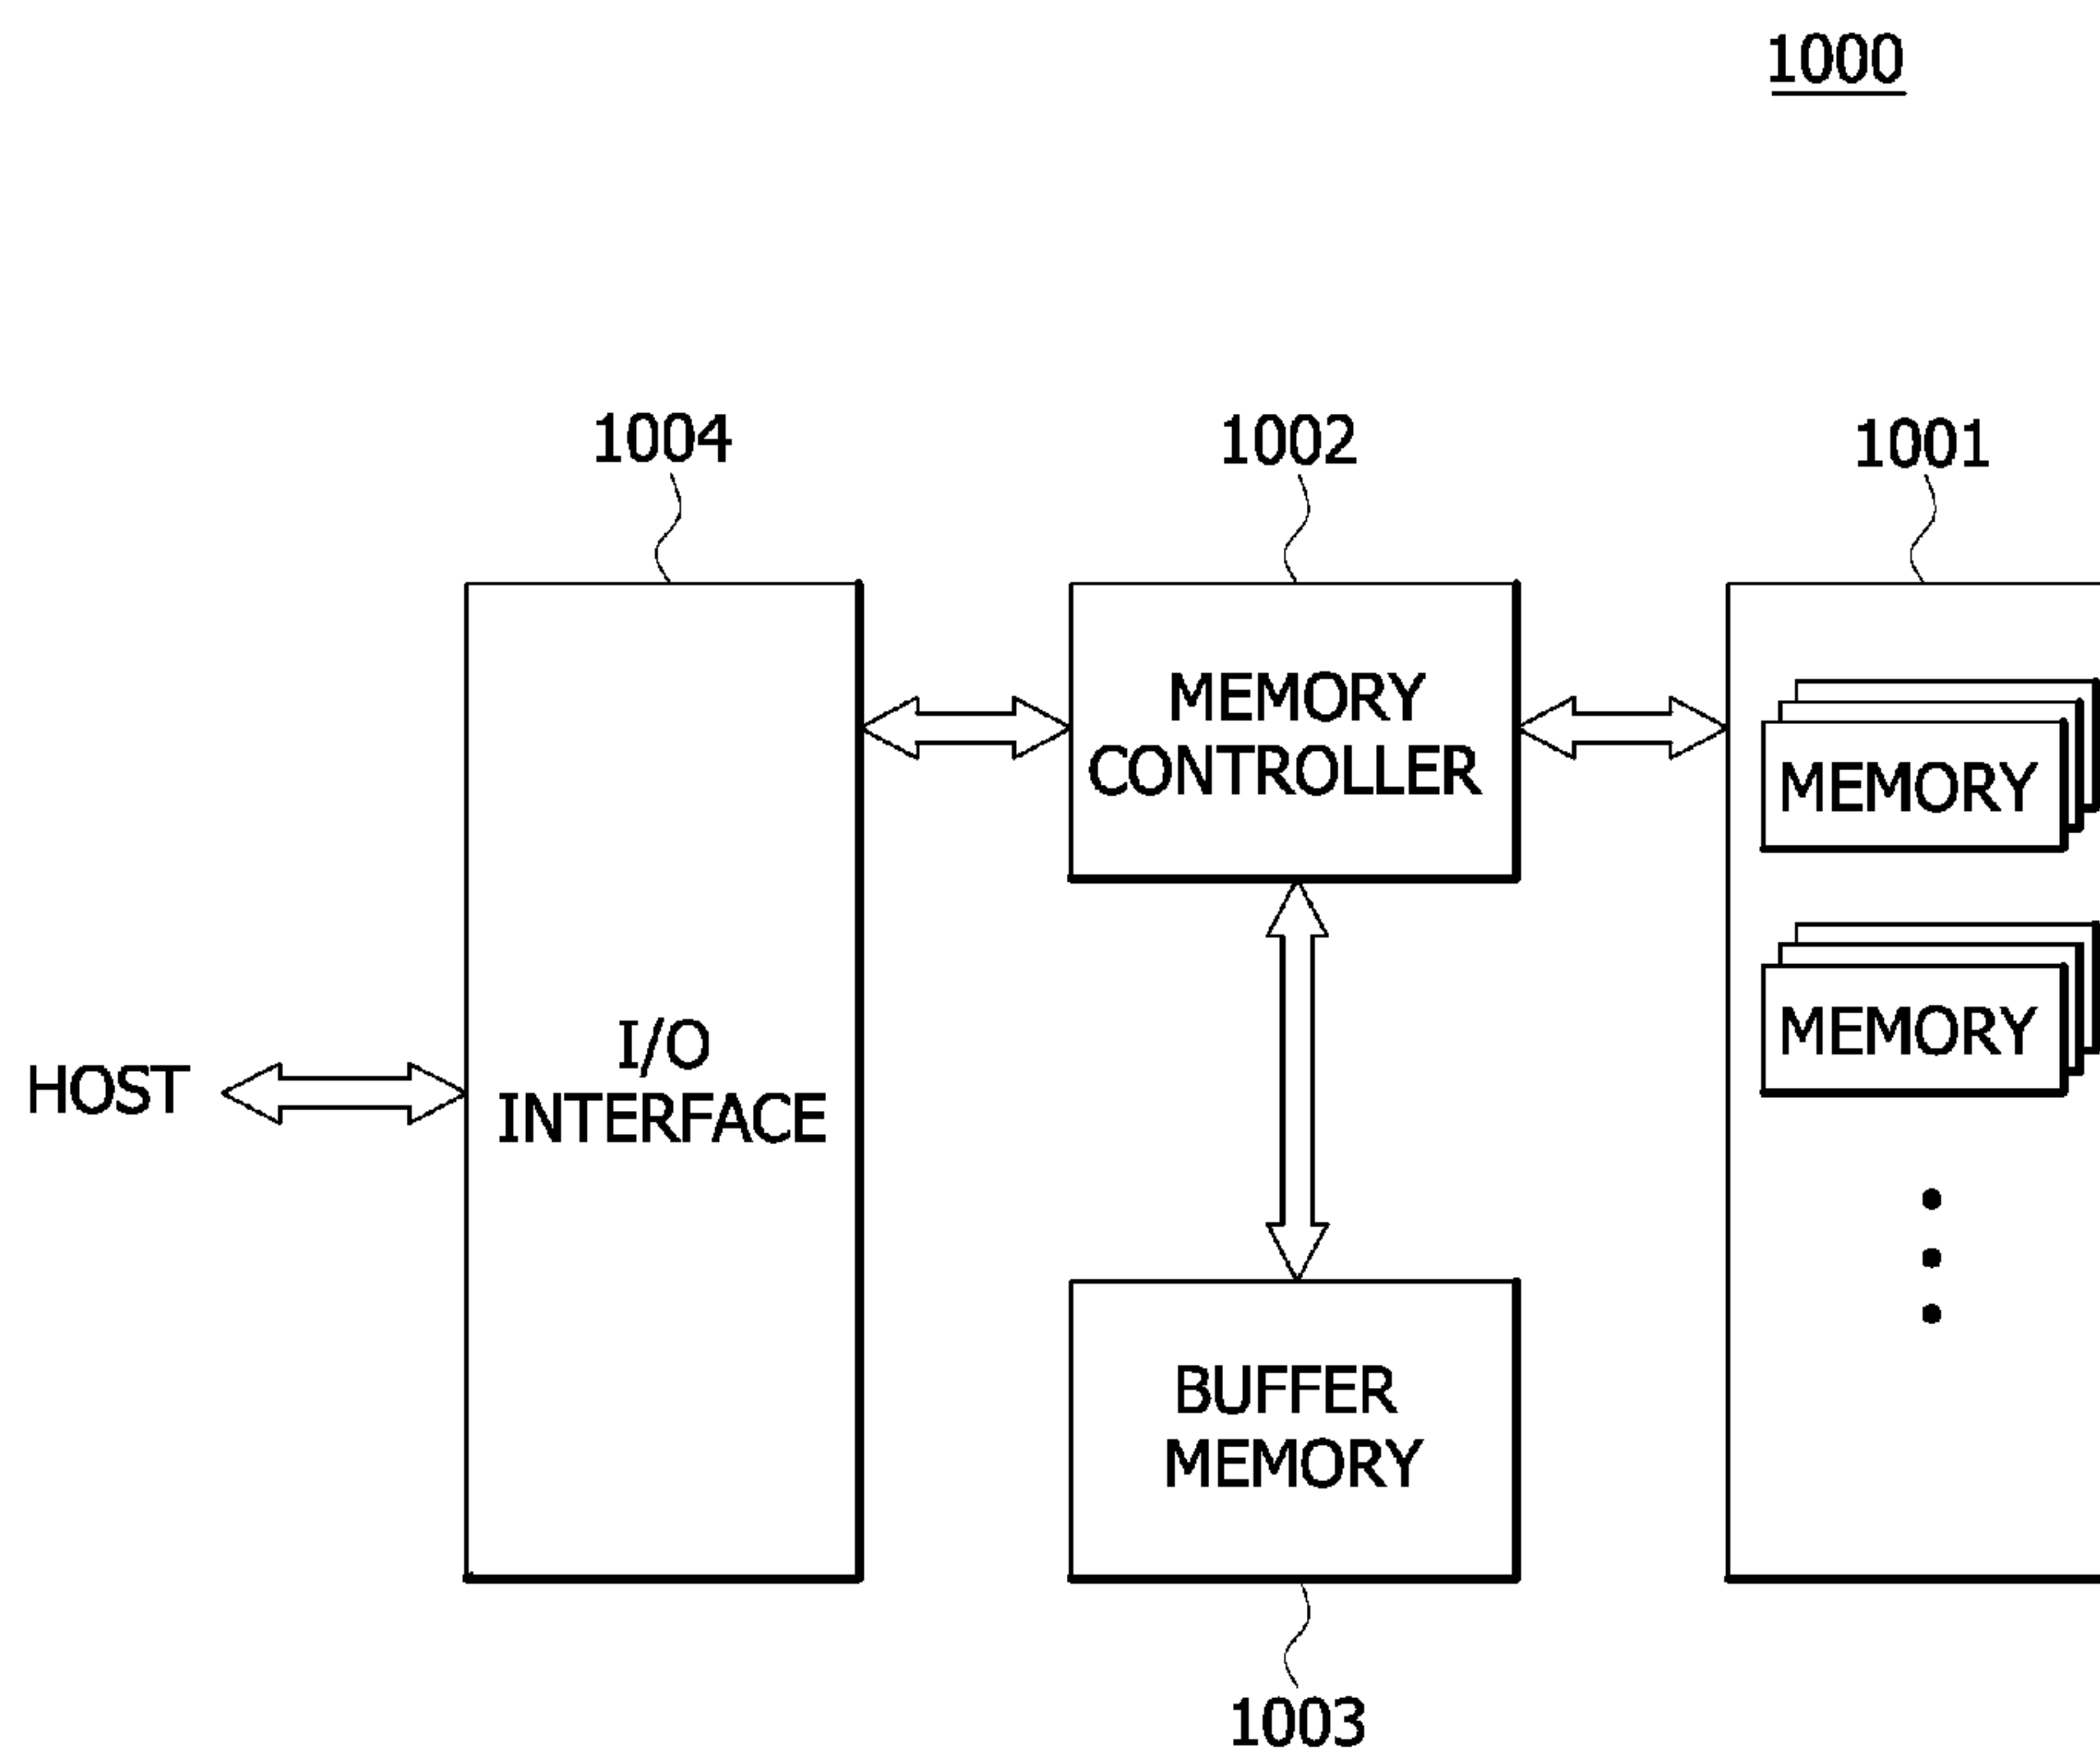 1000
1004
1002
1001
MEMORY
CONTROLLER
MEMORY
MEMORY
I/O
INTERFACE
HOST
BUFFER
MEMORY
1003